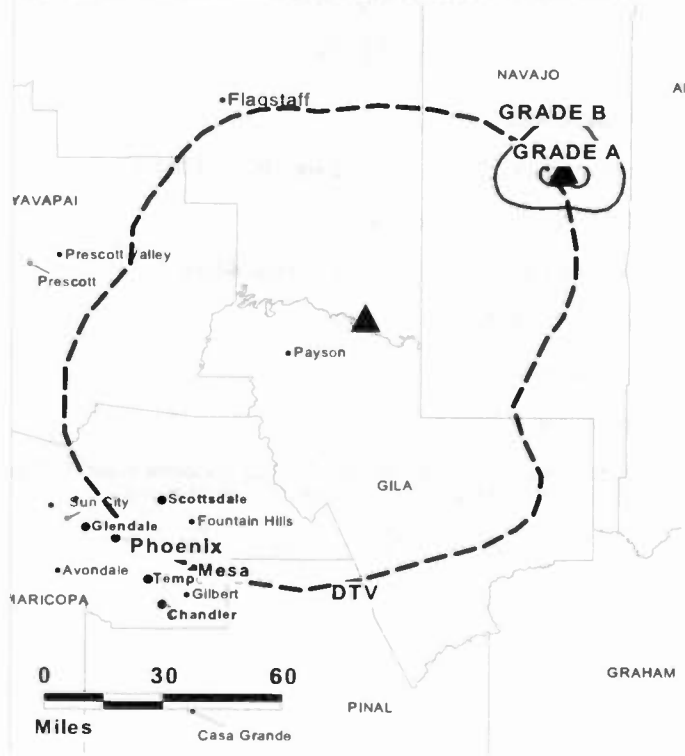 NAVAJO
A
GRADE B
Flagstaff
GRADE A
YAVAPAI
Prescott Valley
Prescott
Payson
GILA
Sun City
Scottsdale
Glendale
Fountain Hills
Phoenix
Mesa
Avondale
Temp
Gilbert
DTV
MARICOPA
Chandler
0 30 60
Miles
GRAHAM
PINAL
Casa Grande